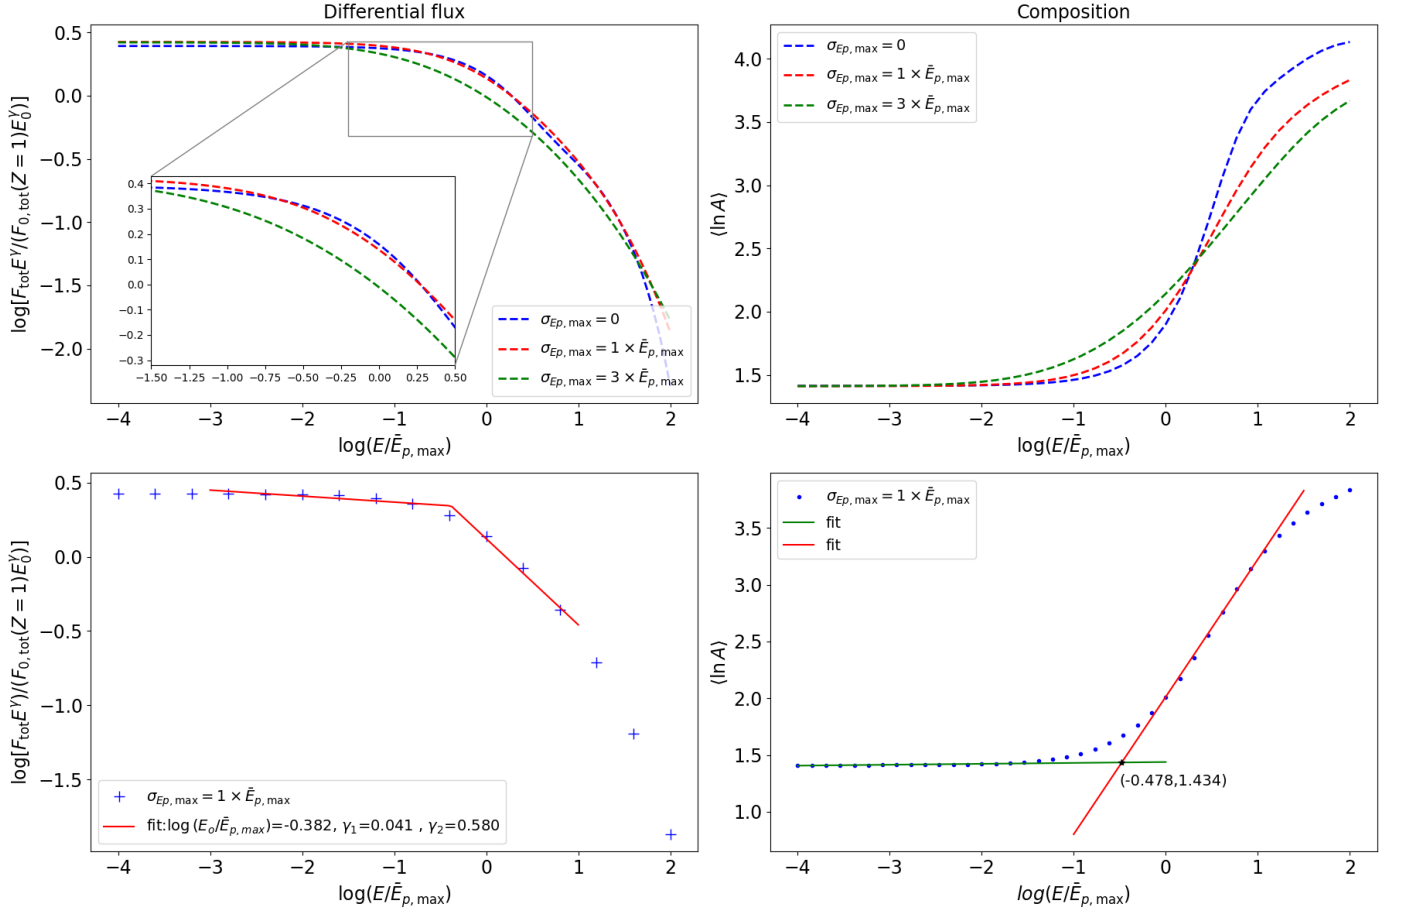 Differential flux
log[F_tot E^γ/(F_0,tot(Z = 1)E_0^γ)]
0.5
0.0
−0.5
−1.0
−1.5
−2.0
0.4
0.3
0.2
0.1
0.0
−0.1
−0.2
−0.3
−1.50 −1.25 −1.00 −0.75 −0.50 −0.25 0.00 0.25 0.50
σ_Ep,max = 0
σ_Ep,max = 1 × Ē_p,max
σ_Ep,max = 3 × Ē_p,max
−4 −3 −2 −1 0 1 2
log(E/Ē_p,max)
Composition
⟨ln A⟩
4.0
3.5
3.0
2.5
2.0
1.5
σ_Ep,max = 0
σ_Ep,max = 1 × Ē_p,max
σ_Ep,max = 3 × Ē_p,max
−4 −3 −2 −1 0 1 2
log(E/Ē_p,max)
log[F_tot E^γ)/(F_0,tot(Z = 1)E_0^γ)]
0.5
0.0
−0.5
−1.0
−1.5
σ_Ep,max = 1 × Ē_p,max
fit:log (E_o/Ē_p,max)=-0.382, γ_1=0.041 , γ_2=0.580
−4 −3 −2 −1 0 1 2
log(E/Ē_p,max)
⟨ln A⟩
3.5
3.0
2.5
2.0
1.5
1.0
σ_Ep,max = 1 × Ē_p,max
fit
fit
(-0.478,1.434)
−4 −3 −2 −1 0 1 2
log(E/Ē_p,max)